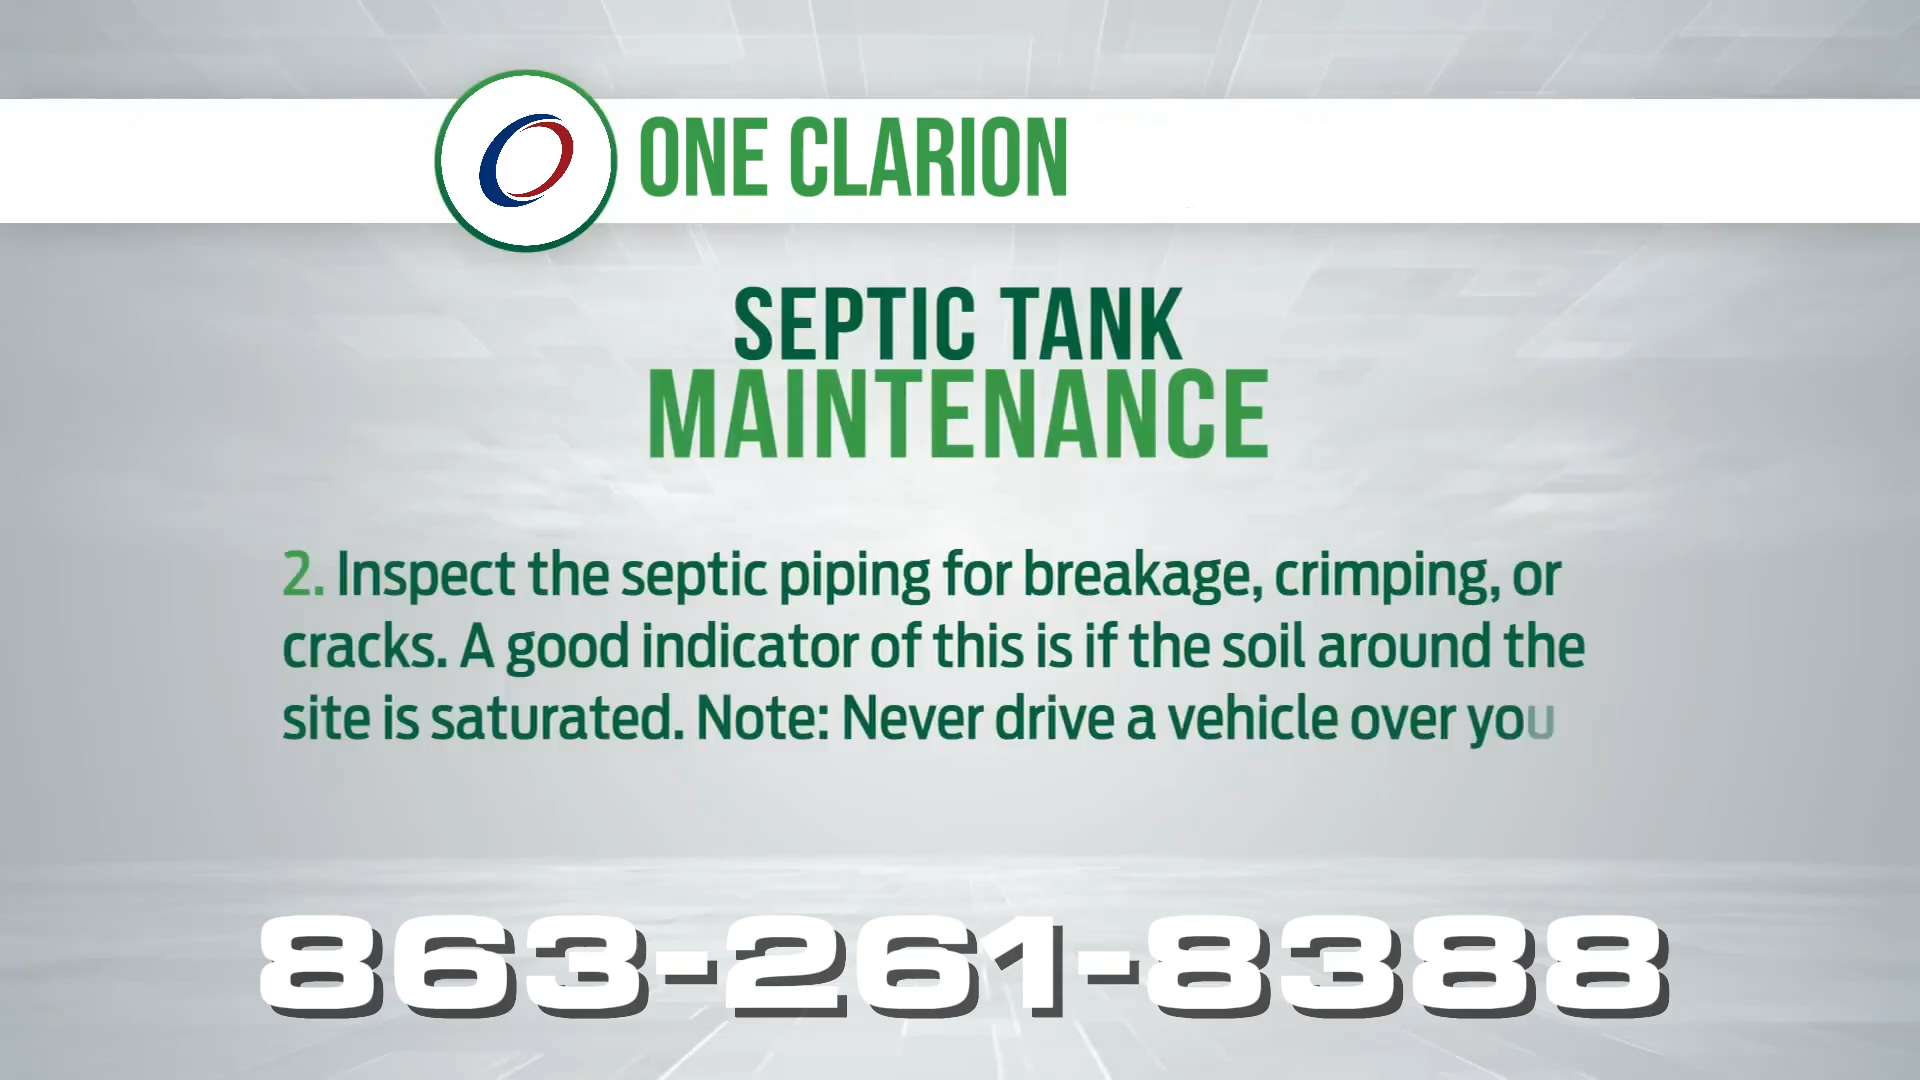 ONE CLARION
SEPTIC TANK
MAINTENANCE
2. Inspect the septic piping for breakage, crimping, or
cracks. A good indicator of this is if the soil around the
site is saturated. Note: Never drive a vehicle over you
863-261-8388